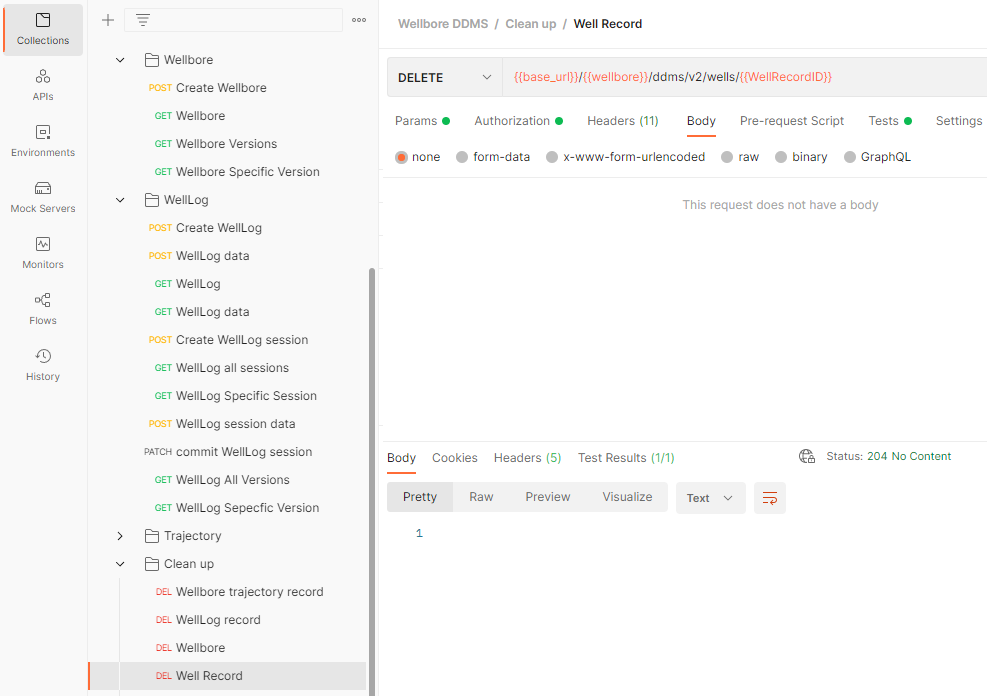 Collections
APIs
Environments
Mock Servers
Monitors
Flows
History
Wellbore
POST Create Wellbore
GET Wellbore
GET Wellbore Versions
GET Wellbore Specific Version
WellLog
POST Create WellLog
POST WellLog data
GET WellLog
GET WellLog data
POST Create WellLog session
GET WellLog all sessions
GET WellLog Specific Session
POST WellLog session data
PATCH commit WellLog session
GET WellLog All Versions
GET WellLog Sepecfic Version
Trajectory
Clean up
DEL Wellbore trajectory record
DEL WellLog record
DEL Wellbore
DEL Well Record
Wellbore DDMS / Clean up / Well Record
DELETE {{base_url}}/{{wellbore}}/ddms/v2/wells/{{WellRecordID}}
Params Authorization Headers (11) Body Pre-request Script Tests Settings
none form-data x-www-form-urlencoded raw binary GraphQL
This request does not have a body
Body Cookies Headers (5) Test Results (1/1) Status: 204 No Content
Pretty Raw Preview Visualize Text
1